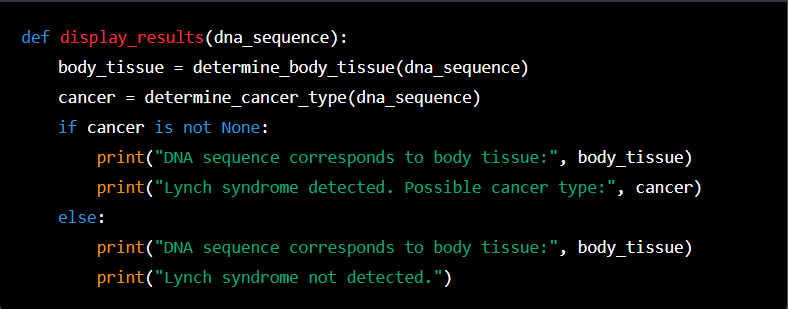 def display_results(dna_sequence):
    body_tissue = determine_body_tissue(dna_sequence)
    cancer = determine_cancer_type(dna_sequence)
    if cancer is not None:
        print("DNA sequence corresponds to body tissue:", body_tissue)
        print("Lynch syndrome detected. Possible cancer type:", cancer)
    else:
        print("DNA sequence corresponds to body tissue:", body_tissue)
        print("Lynch syndrome not detected.")